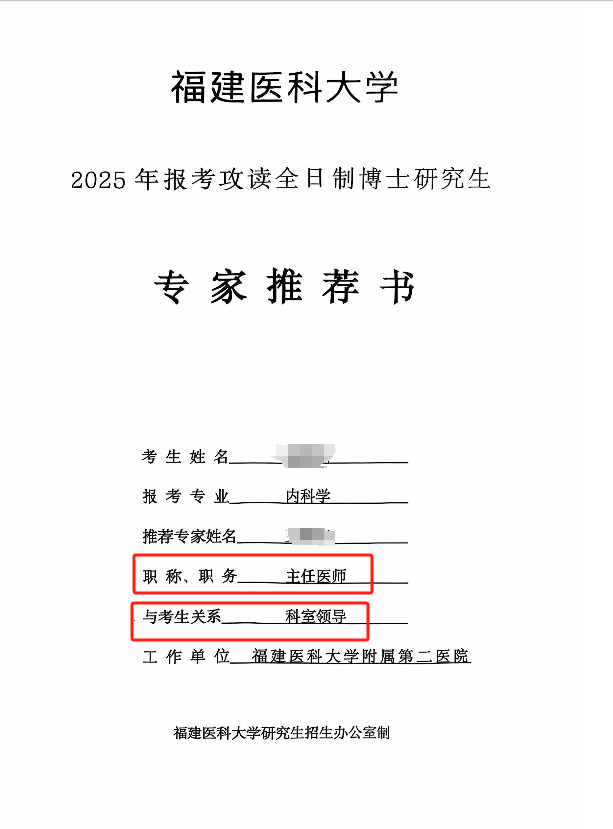 福建医科大学
2025年报考攻读全日制博士研究生
专家推荐书
考生姓名
报考专业 内科学
推荐专家姓名
职称、职务 主任医师
与考生关系 科室领导
工作单位 福建医科大学附属第二医院
福建医科大学研究生招生办公室制